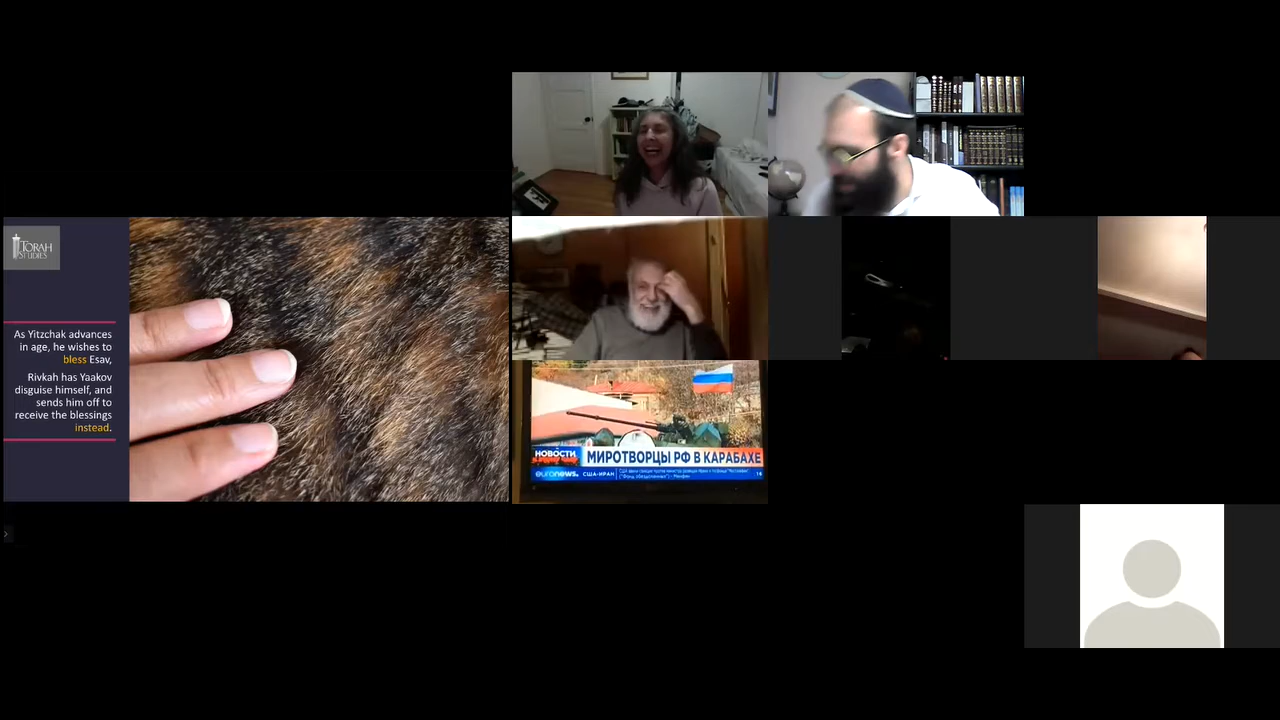 TORAH
STUDIES
As Yitzchak advances
in age, he wishes to
bless Esav,
Rivkah has Yaakov
disguise himself, and
sends him off to
receive the blessings
instead.
НОВОСТИ
МИРОТВОРЦЫ РФ В КАРАБАХЕ
euronews. США-ИРАН